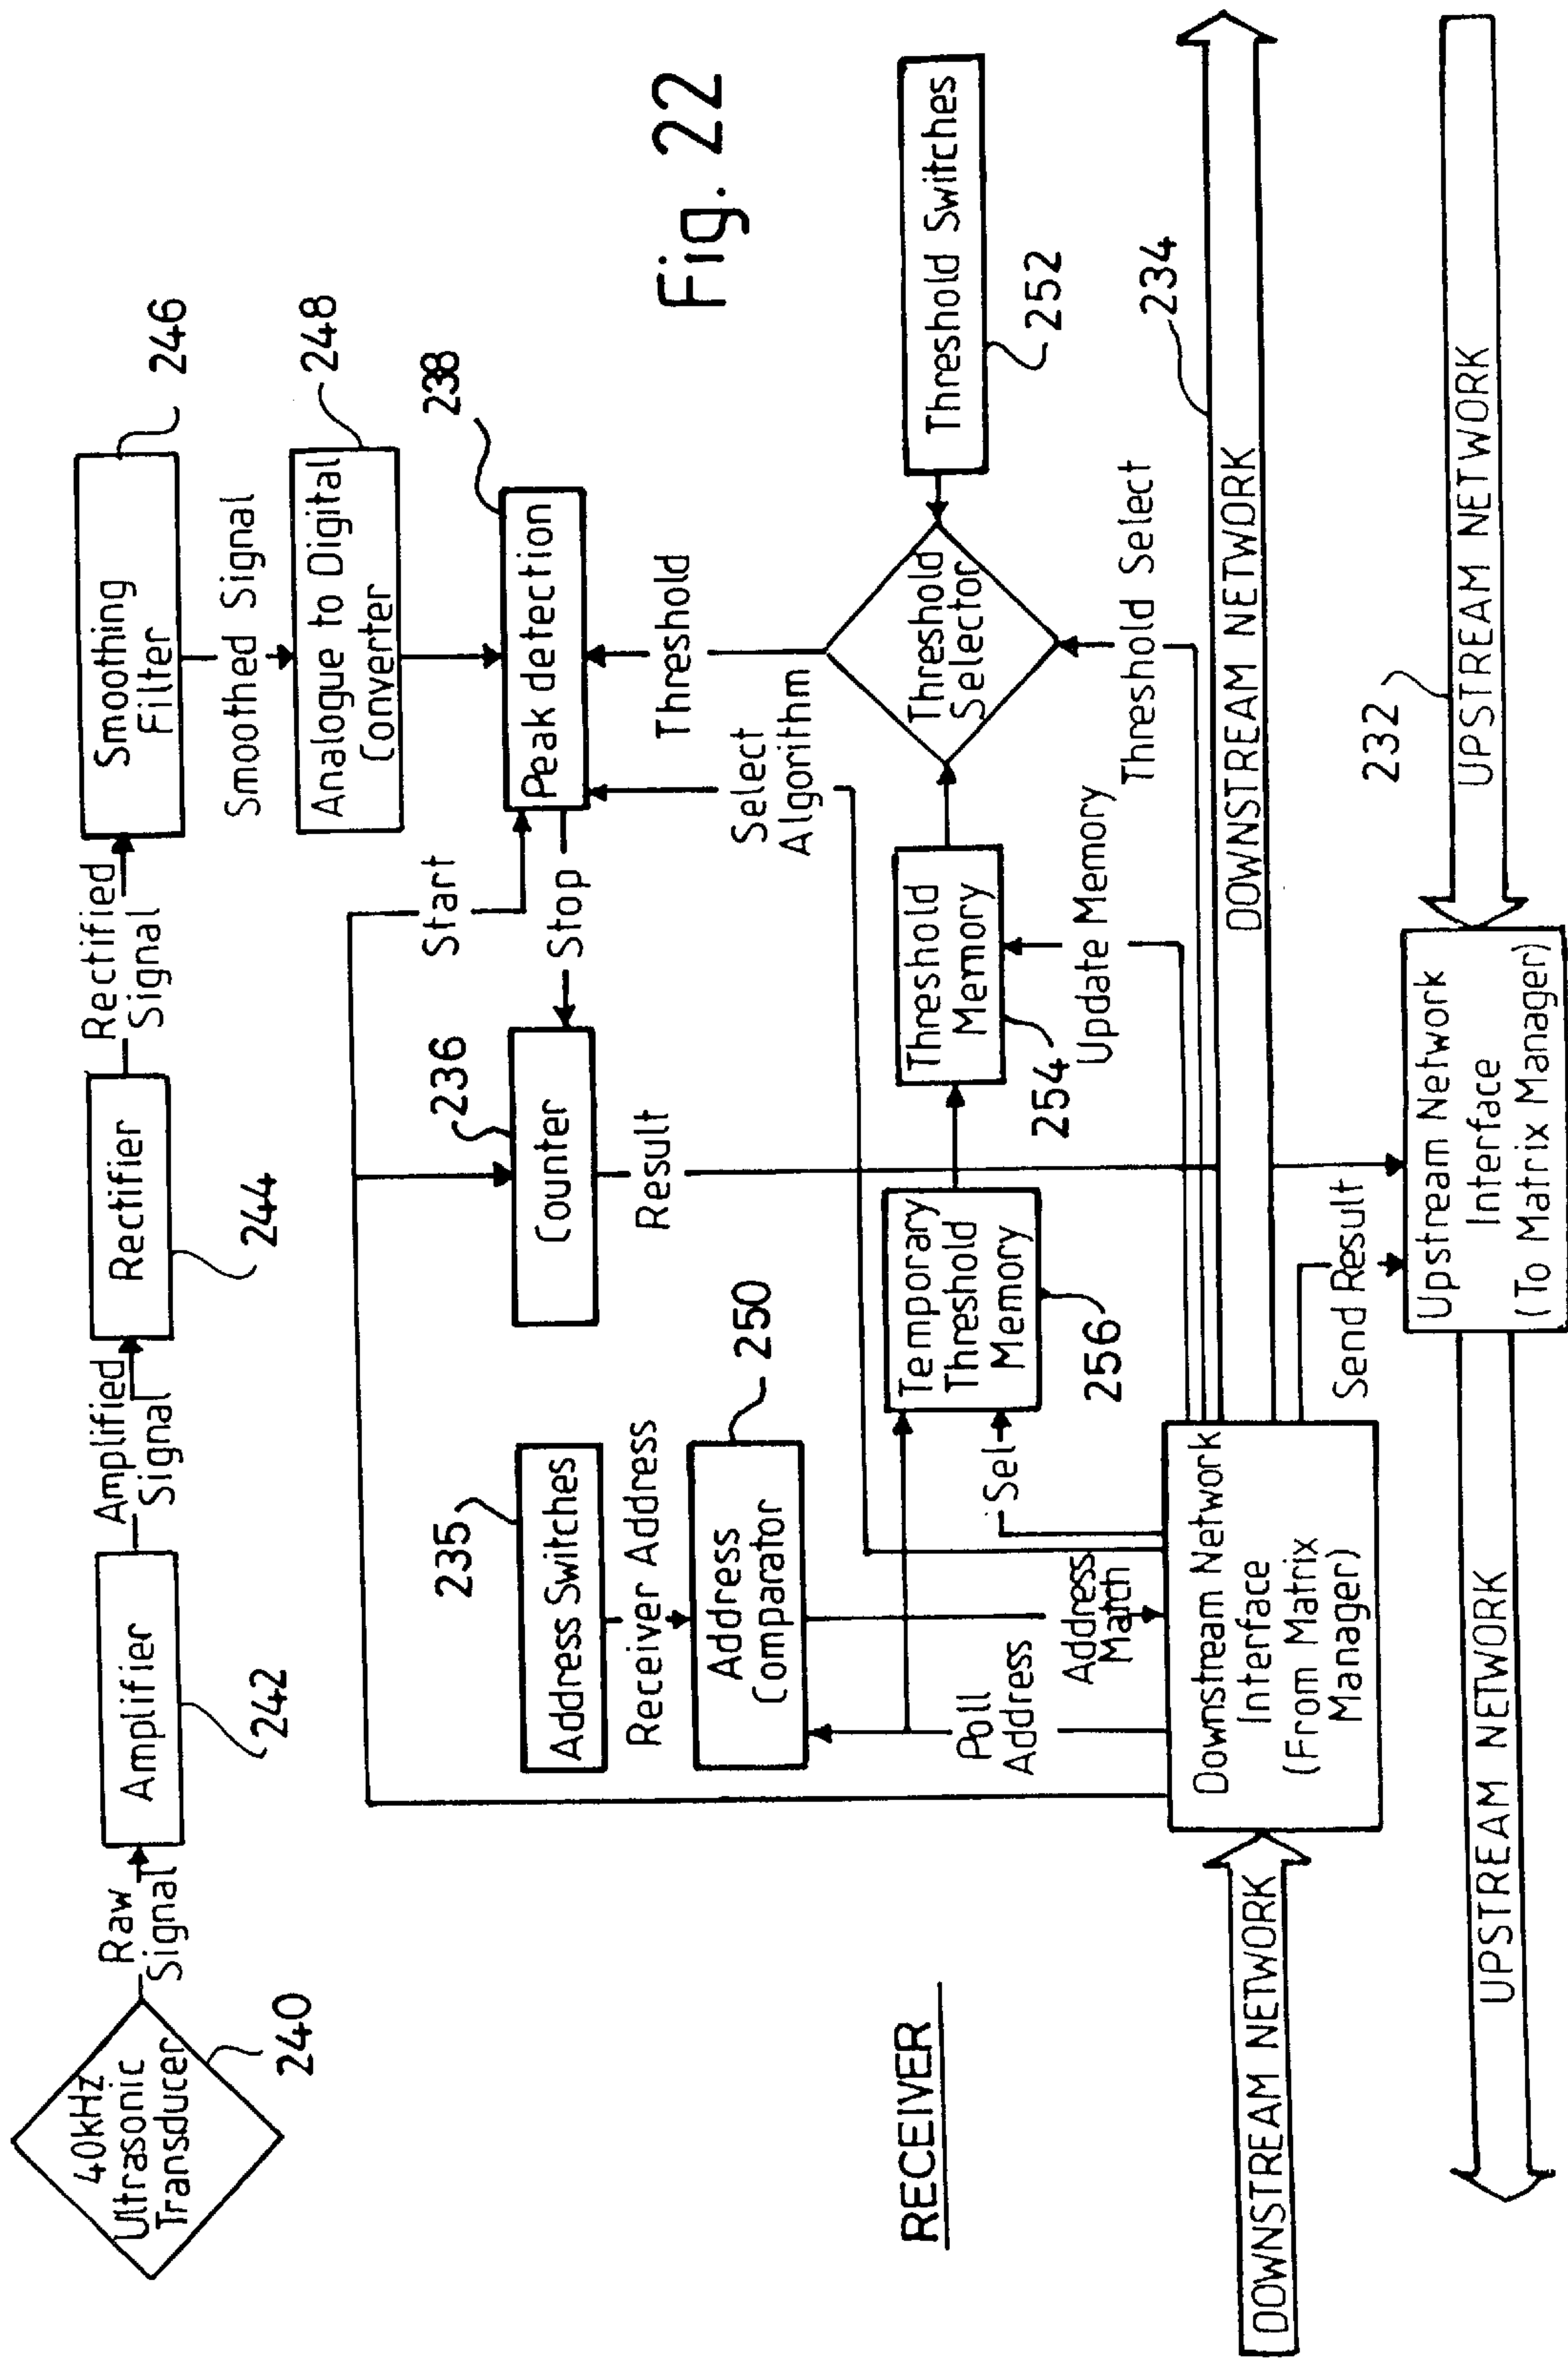 40kHz
Ultrasonic
Transducer
240
Raw
Signal
Amplifier
242
Amplified
Signal
Rectifier
244
Rectified
Signal
Smoothing
Filter
246
Smoothed Signal
Analogue to Digital
Converter
248
238
Peak detection
Start
Stop
236
Counter
Result
Threshold
Select
Algorithm
Fig. 22
235
Address Switches
Receiver Address
250
Address
Comparator
Temporary
Threshold
Memory
256
Threshold
Memory
254
Update Memory
Threshold
Selector
Threshold Switches
252
Threshold Select
Sel
Address
Match
Poll
Address
RECEIVER
Downstream Network
Interface
(From Matrix
Manager)
DOWNSTREAM NETWORK
DOWNSTREAM NETWORK
234
Send Result
Upstream Network
Interface
(To Matrix Manager)
UPSTREAM NETWORK
UPSTREAM NETWORK
232